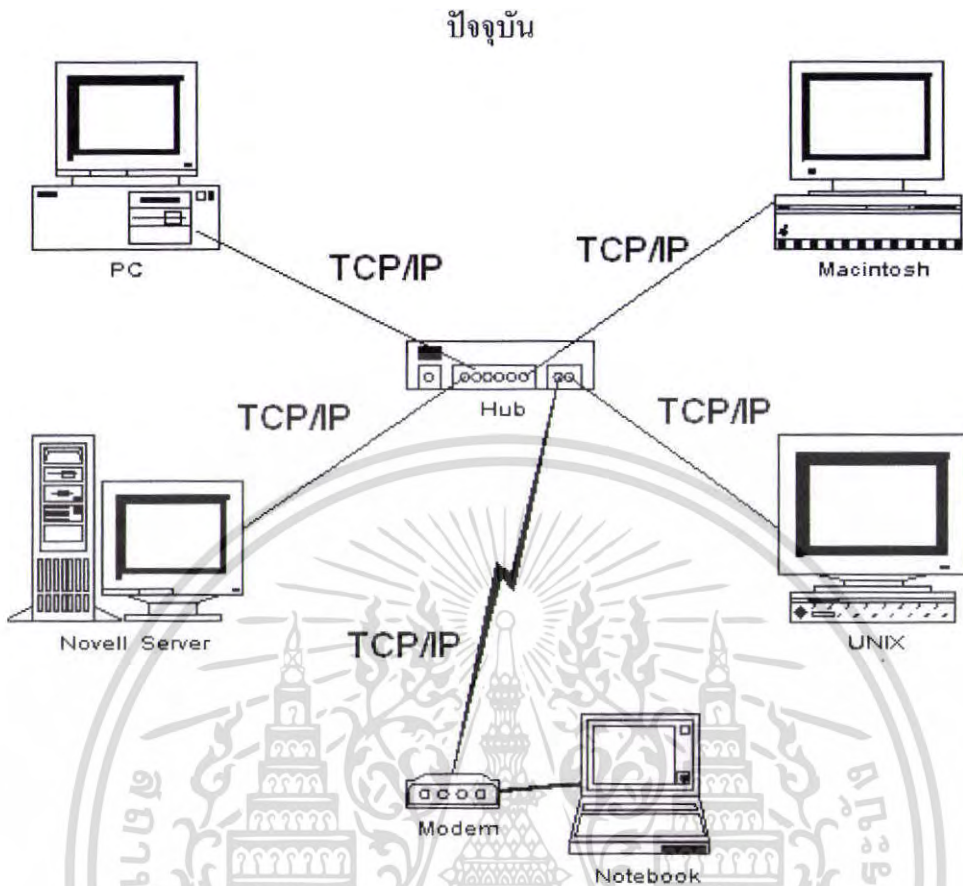 ปัจจุบัน
PC
Macintosh
TCP/IP
TCP/IP
Hub
TCP/IP
TCP/IP
Novell Server
UNIX
TCP/IP
Modem
Notebook